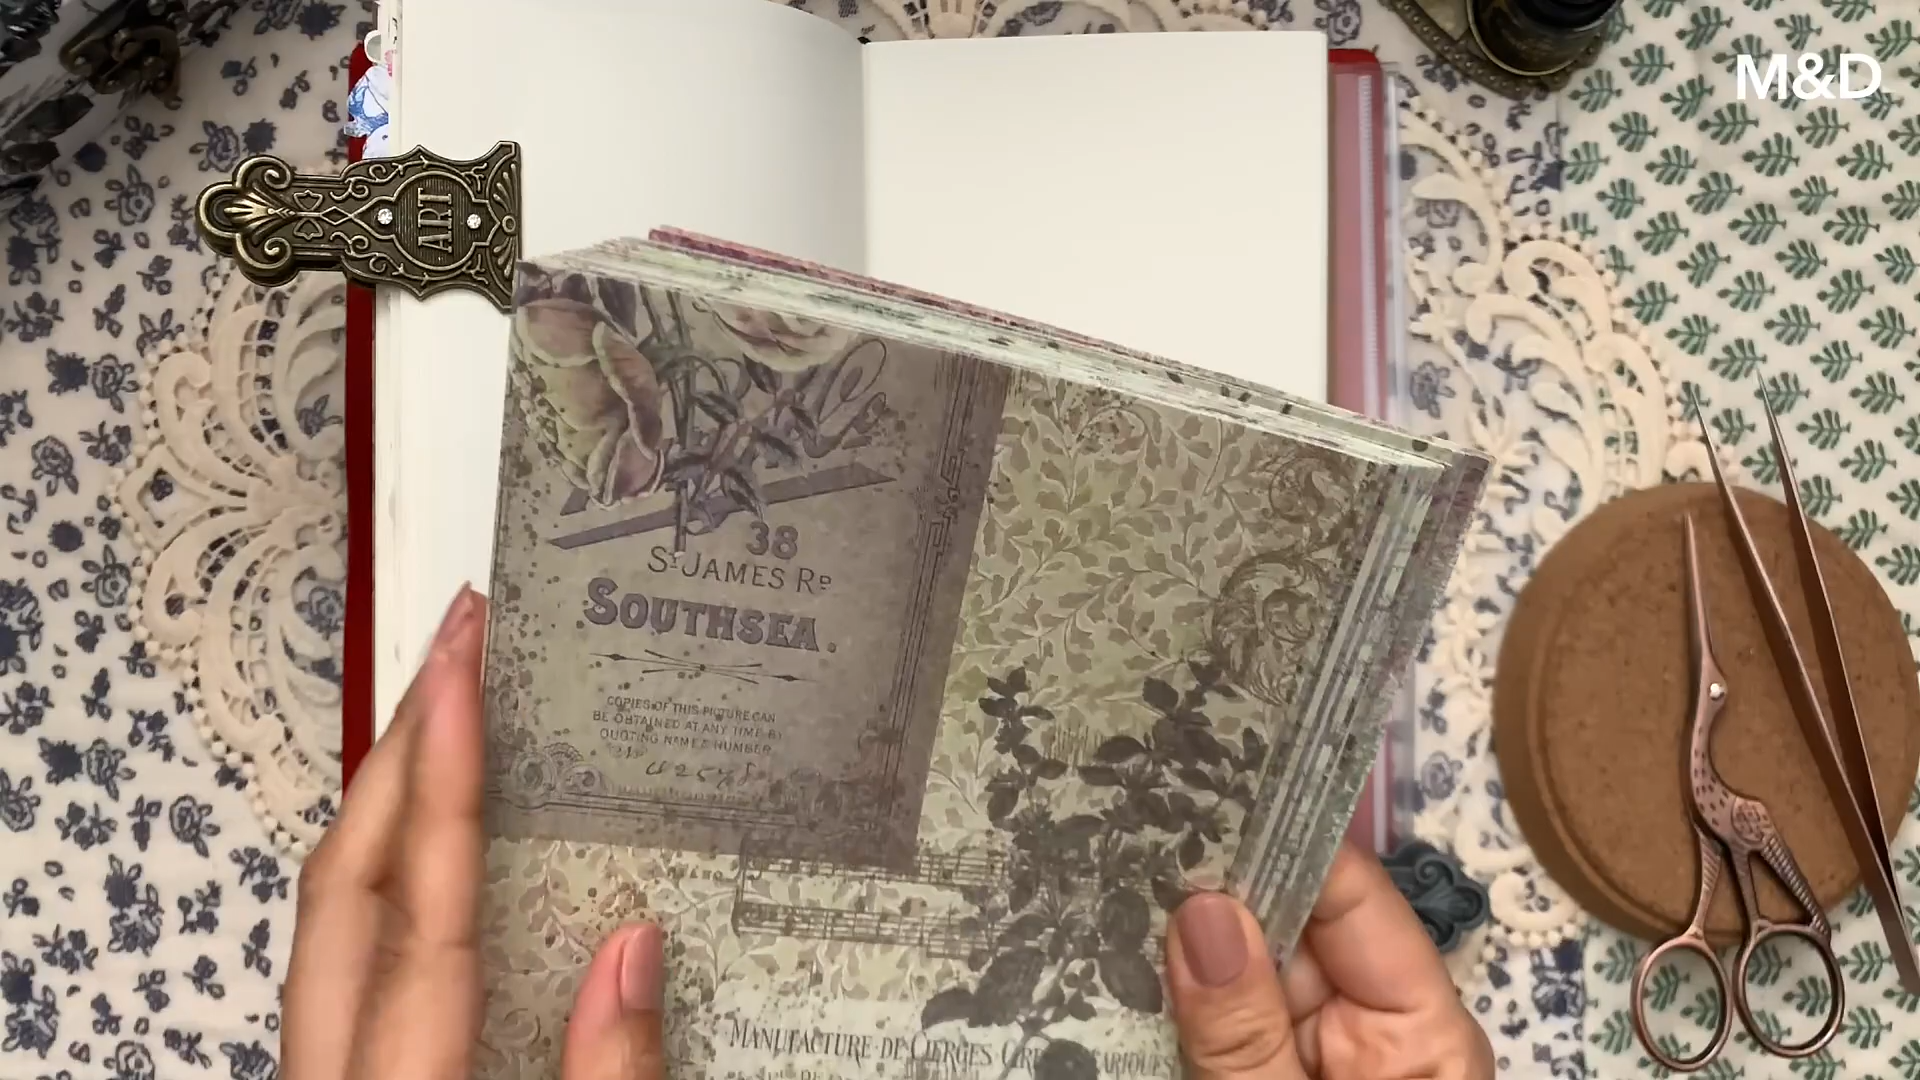 M&D
ART
38
ST JAMES RD
SOUTHSEA.
COPIES OF THIS PICTURE CAN
BE OBTAINED AT ANY TIME BY
QUOTING NAME & NUMBER
MANUFACTURE DE CIERGES